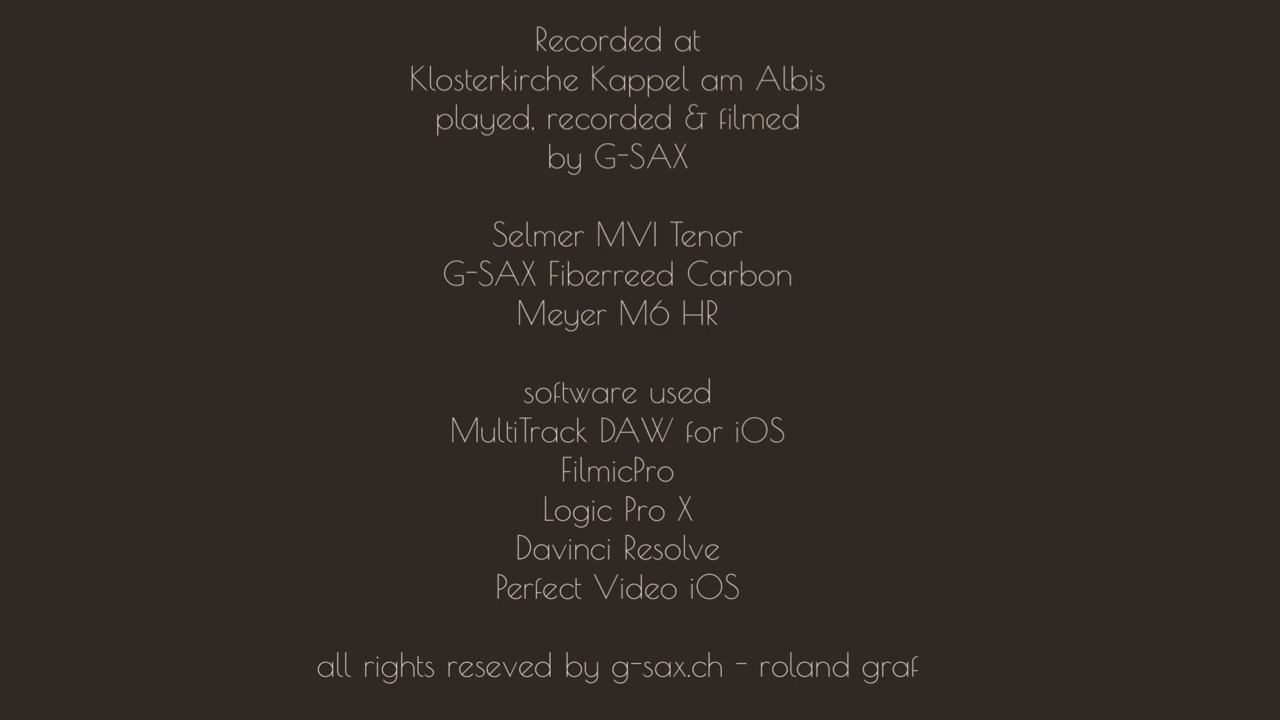 Recorded at
Klosterkirche Kappel am Albis
played, recorded & filmed
by G-SAX
Selmer MVI Tenor
G-SAX Fiberreed Carbon
Meyer M6 HR
software used
MultiTrack DAW for iOS
FilmicPro
Logic Pro X
Davinci Resolve
Perfect Video iOS
all rights reseved by g-sax.ch - roland graf